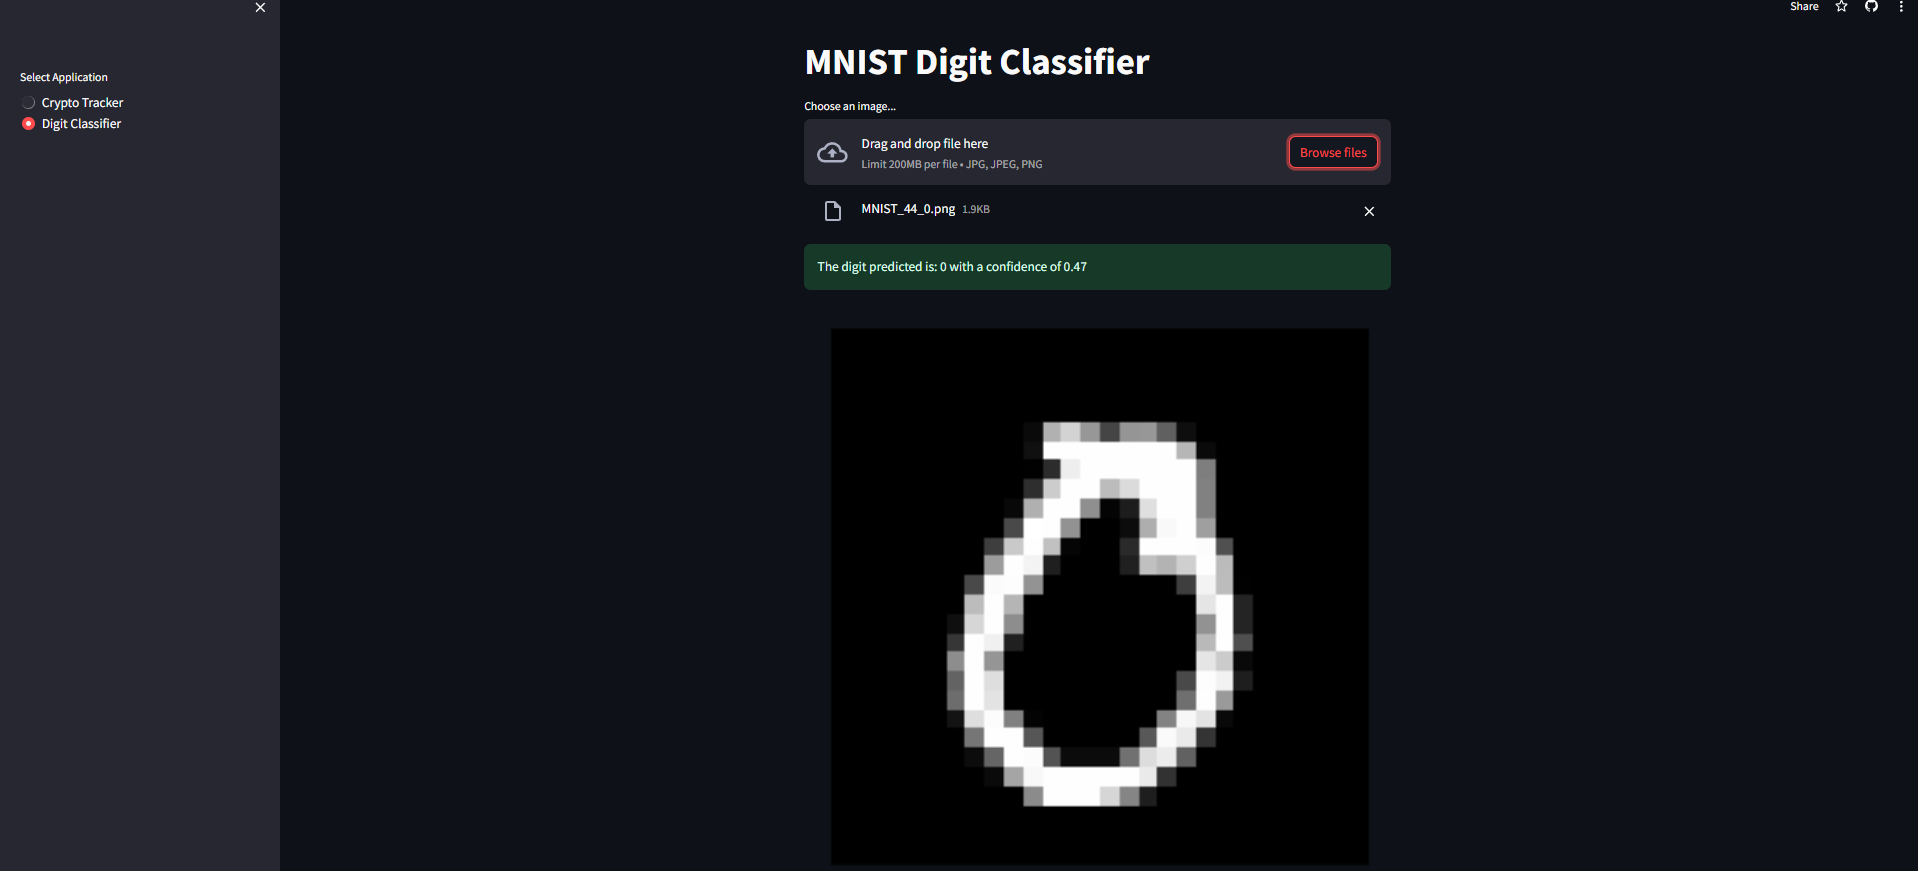 Share
Select Application
Crypto Tracker
Digit Classifier
MNIST Digit Classifier
Choose an image...
Drag and drop file here
Limit 200MB per file • JPG, JPEG, PNG
Browse files
MNIST_44_0.png 1.9KB
The digit predicted is: 0 with a confidence of 0.47
0